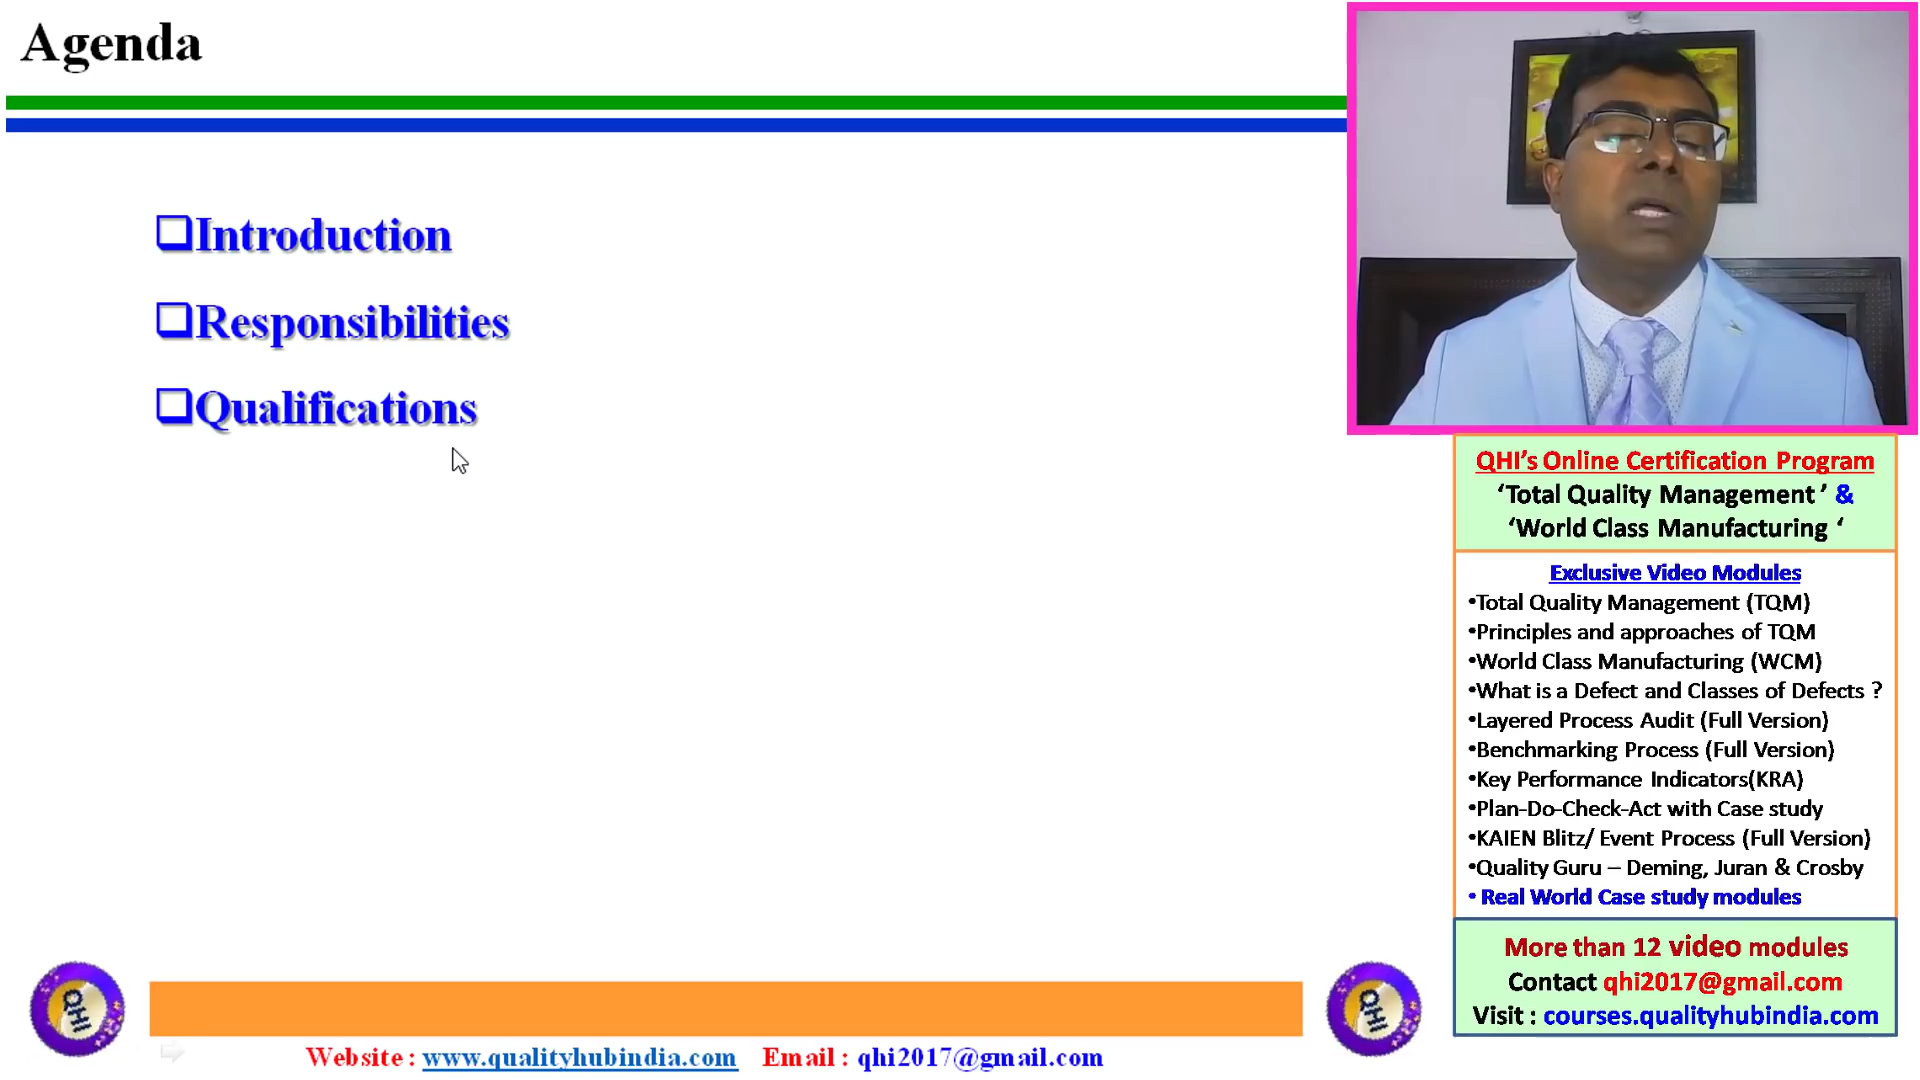 Agenda
❑Introduction
❑Responsibilities
❑Qualifications
QHI’s Online Certification Program
‘Total Quality Management ’ &
‘World Class Manufacturing ‘
Exclusive Video Modules
•Total Quality Management (TQM)
•Principles and approaches of TQM
•World Class Manufacturing (WCM)
•What is a Defect and Classes of Defects ?
•Layered Process Audit (Full Version)
•Benchmarking Process (Full Version)
•Key Performance Indicators(KRA)
•Plan-Do-Check-Act with Case study
•KAIEN Blitz/ Event Process (Full Version)
•Quality Guru – Deming, Juran & Crosby
• Real World Case study modules
More than 12 video modules
Contact qhi2017@gmail.com
Visit : courses.qualityhubindia.com
QHI
QHI
Website : www.qualityhubindia.com Email : qhi2017@gmail.com